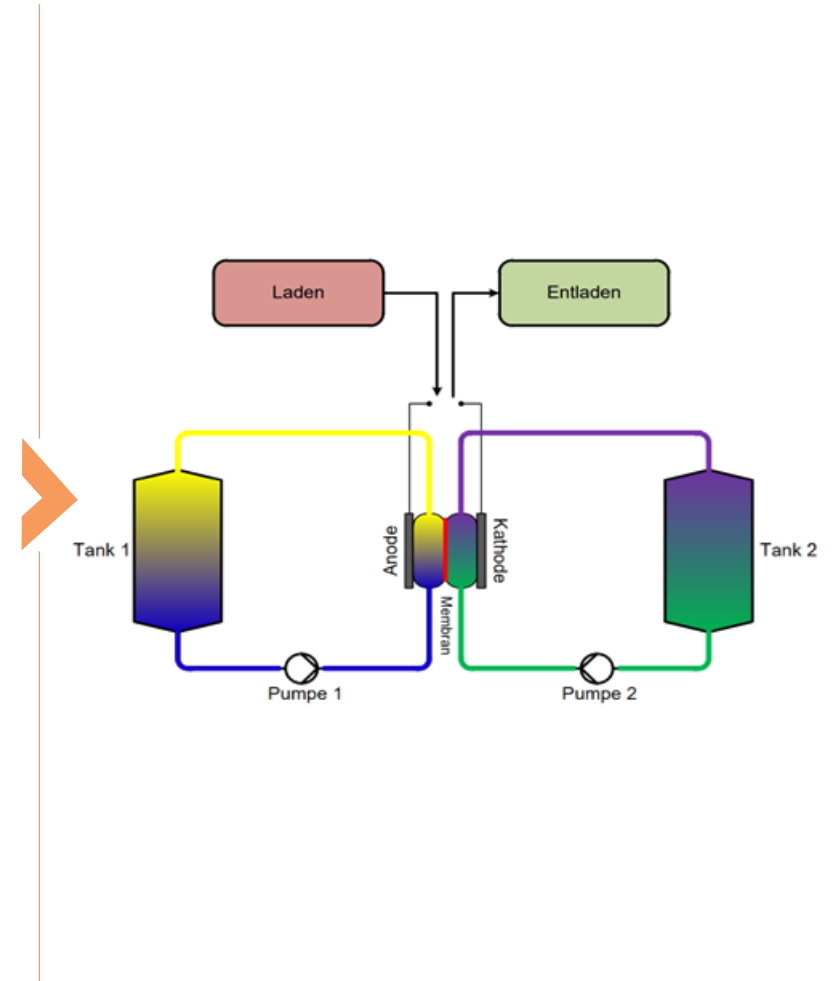 Laden
Entladen
Anode
Kathode
Tank 1
Tank 2
Membran
Pumpe 1
Pumpe 2